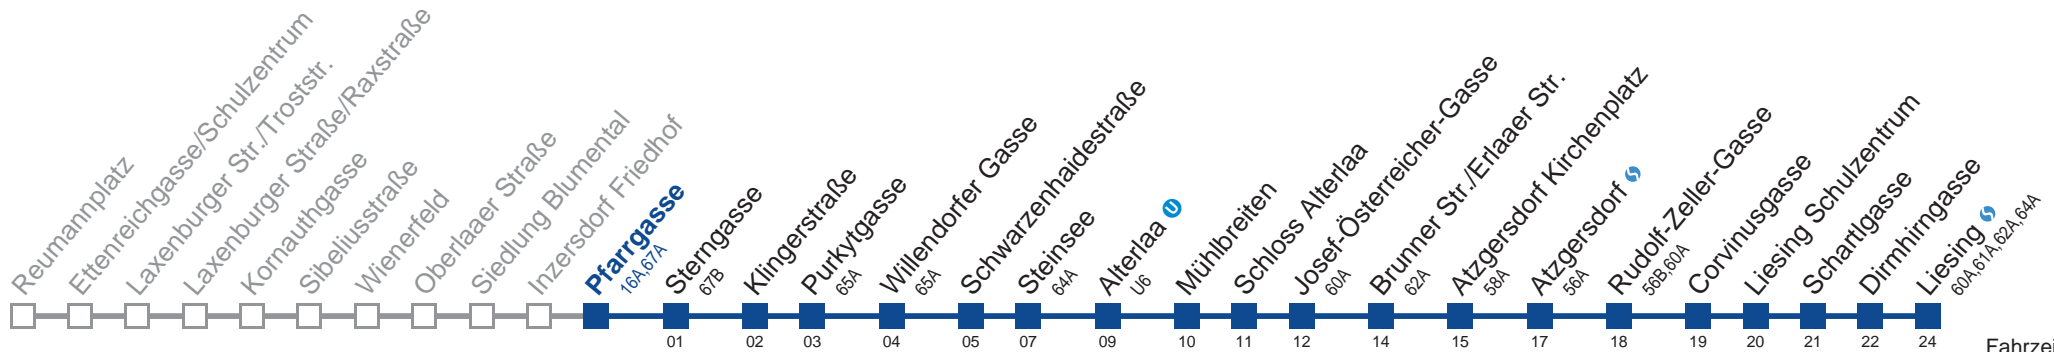 Reumannplatz
Ettenreichgasse/Schulzentrum
Laxenburger Str./Troststr.
Laxenburger Straße/Raxstraße
Kornauthgasse
Sibeliusstraße
Wienerfeld
Oberlaaer Straße
Siedlung Blumental
Inzersdorf Friedhof
Pfarrgasse
16A,67A
Sterngasse
67B
Klingerstraße
Purkytgasse
65A
Willendorfer Gasse
65A
Schwarzenhaidestraße
Steinsee
64A
Alterlaa U
U6
Mühlbreiten
Schloss Alterlaa
Josef-Österreicher-Gasse
60A
Brunner Str./Erlaaer Str.
62A
Atzgersdorf Kirchenplatz
58A
Atzgersdorf S
56A
Rudolf-Zeller-Gasse
56B,60A
Corvinusgasse
Liesing Schulzentrum
Schartlgasse
Dirmhirngasse
Liesing S
60A,61A,62A,64A
01 02 03 04 05 07 09 10 11 12 14 15 17 18 19 20 21 22 24 Fahrzei